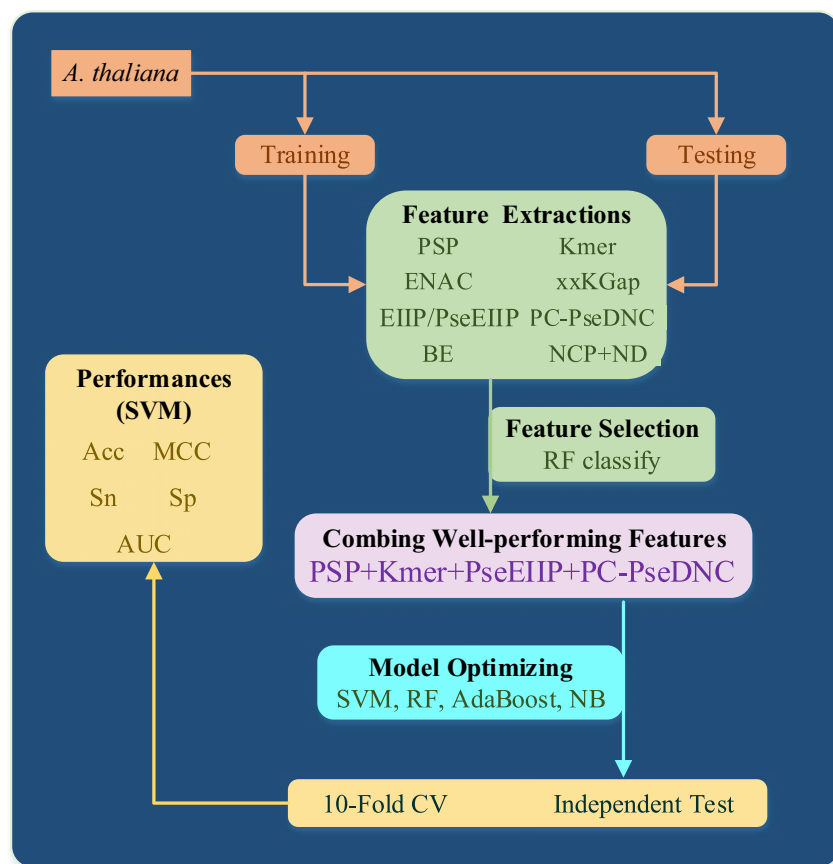 A. thaliana
Training
Testing
Feature Extractions
PSP Kmer
ENAC xxKGap
EIIP/PseEIIP PC-PseDNC
BE NCP+ND
Performances
(SVM)
Acc MCC
Sn Sp
AUC
Feature Selection
RF classify
Combing Well-performing Features
PSP+Kmer+PseEIIP+PC-PseDNC
Model Optimizing
SVM, RF, AdaBoost, NB
10-Fold CV Independent Test